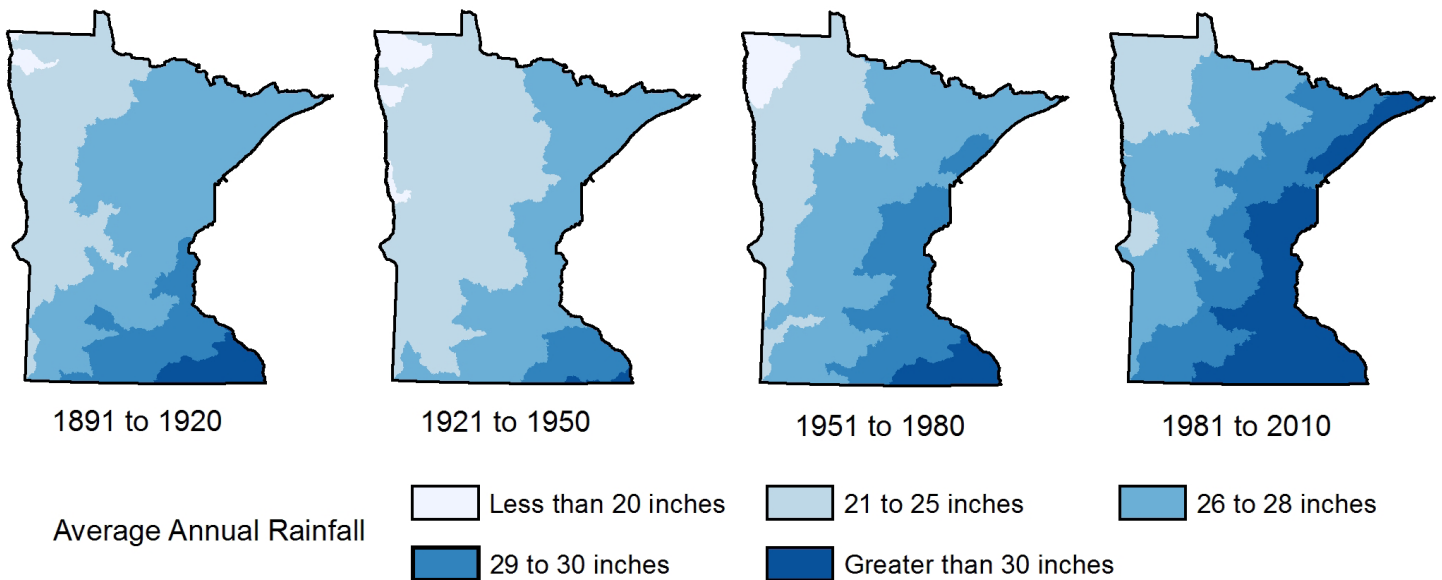 1891 to 1920
1921 to 1950
1951 to 1980
1981 to 2010
Average Annual Rainfall
Less than 20 inches
21 to 25 inches
26 to 28 inches
29 to 30 inches
Greater than 30 inches